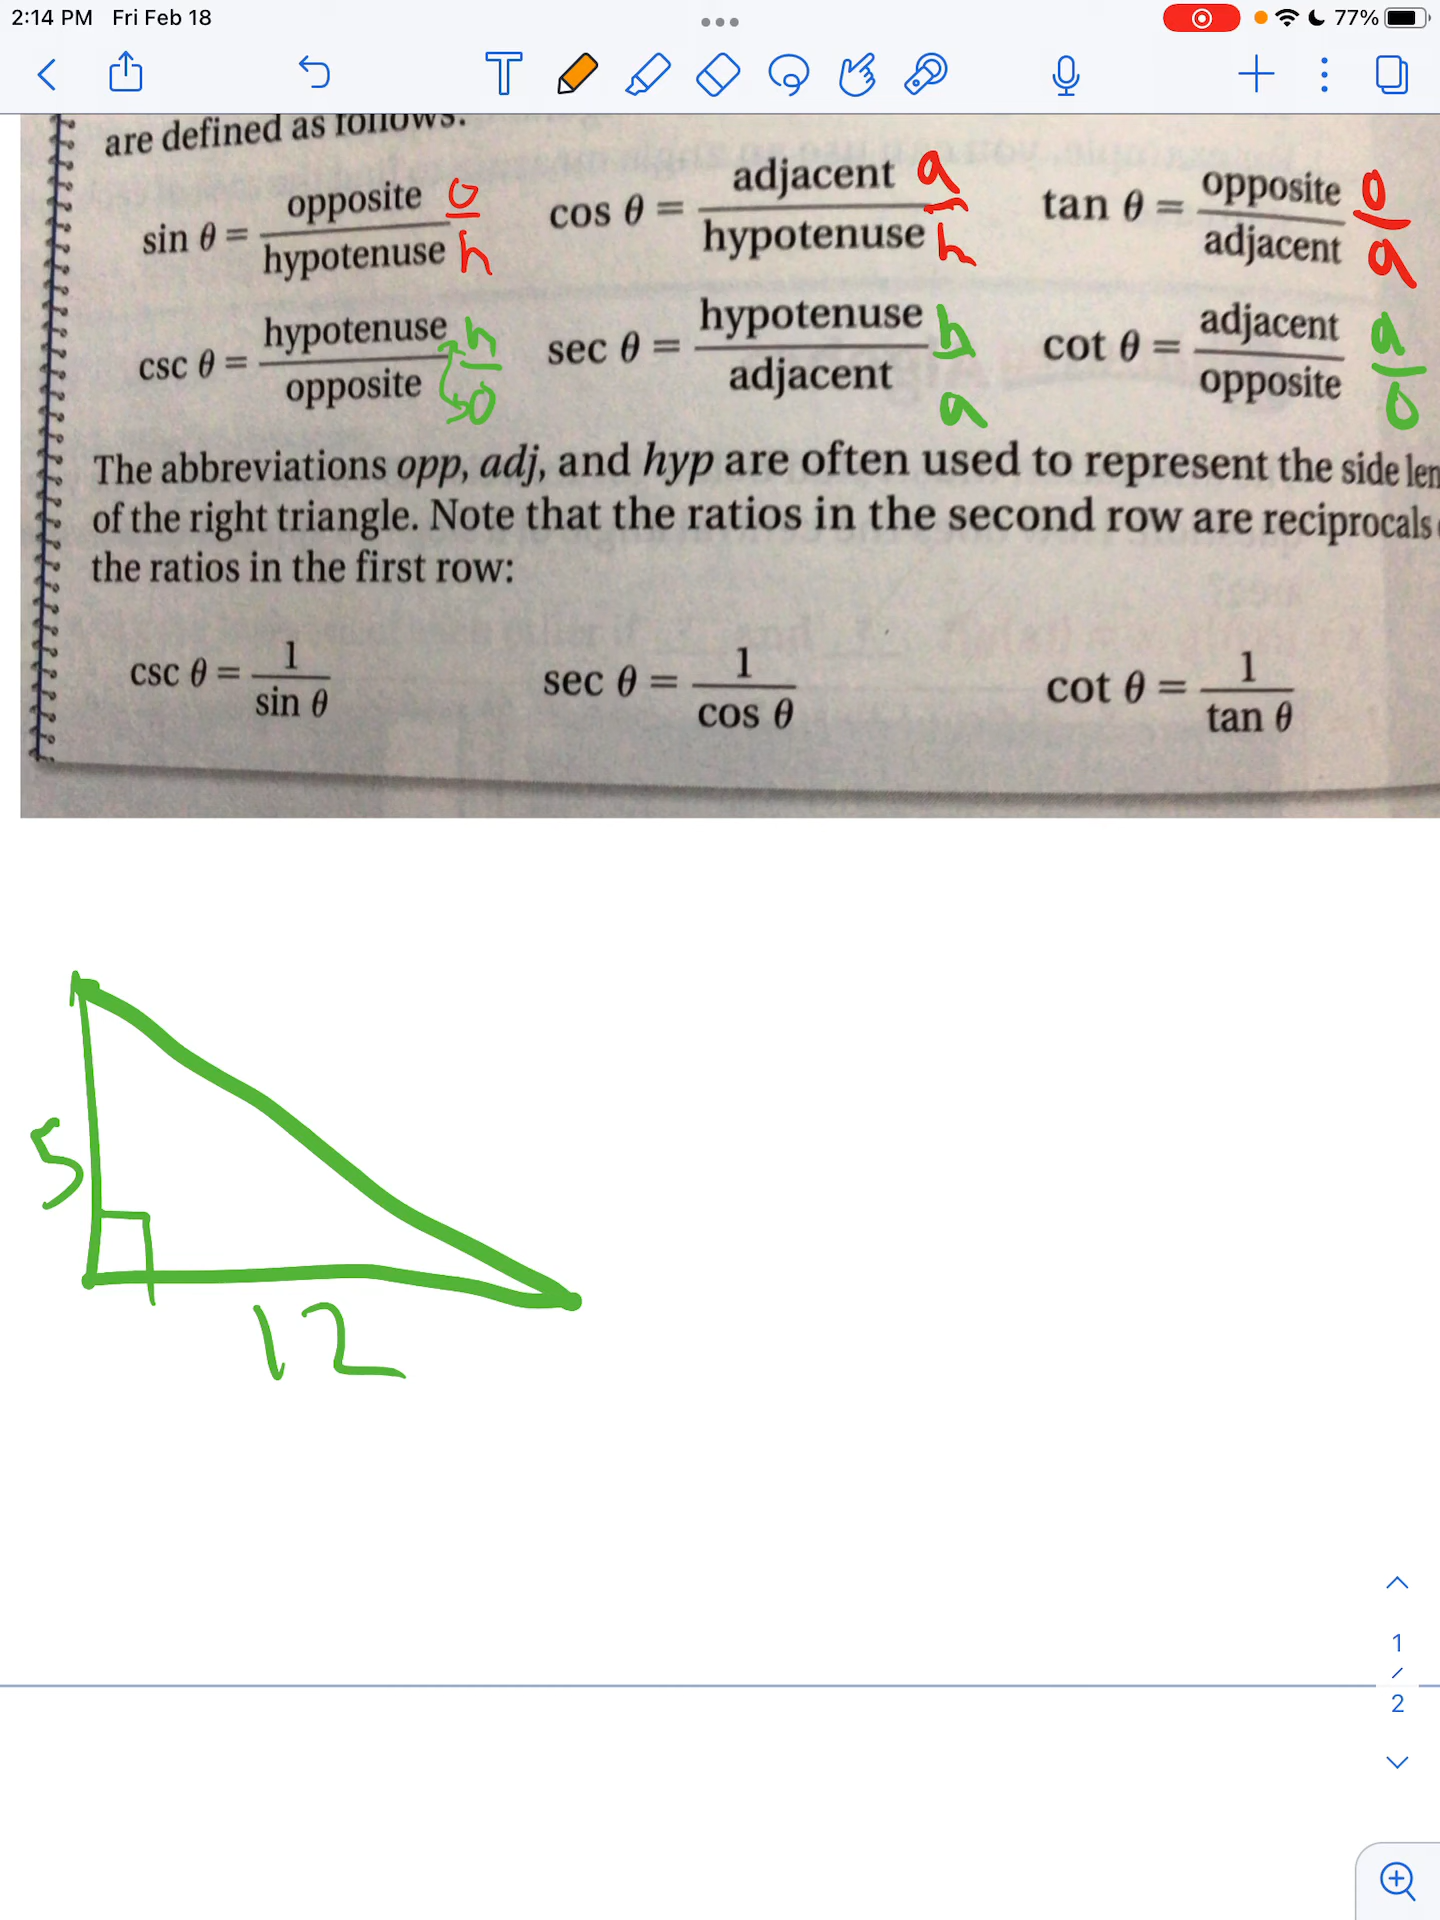 2:14 PM Fri Feb 18 77%
T
are defined as follows:
sin θ = opposite / hypotenuse o/h cos θ = adjacent / hypotenuse a/h tan θ = opposite / adjacent o/a
csc θ = hypotenuse / opposite h/o sec θ = hypotenuse / adjacent h/a cot θ = adjacent / opposite a/o
The abbreviations opp, adj, and hyp are often used to represent the side
of the right triangle. Note that the ratios in the second row are reciprocals
the ratios in the first row:
csc θ = 1 / sin θ sec θ = 1 / cos θ cot θ = 1 / tan θ
5
12
1
/
2